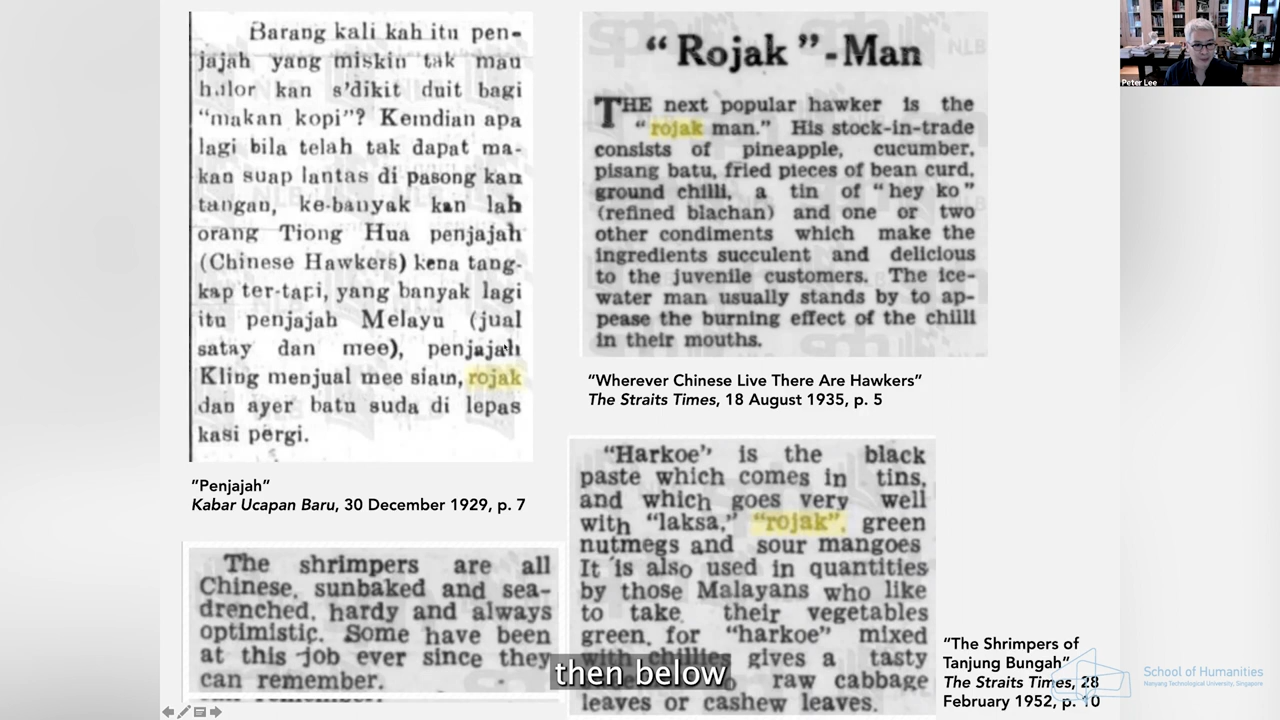 Barang kali kah itu pen-
jajah yang miskin tak mau
hulor kan s'dikit duit bagi
"makan kopi"? Kemdian apa
lagi bila telah tak dapat ma-
kan suap lantas di pasong kan
tangan, ke-banyak kan lah
orang Tiong Hua penjajah
(Chinese Hawkers) kena tang-
kap ter-tapi, yang banyak lagi
itu penjajah Melayu (jual
satay dan mee), penjajah
Kling menjual mee siam, rojak
dan ayer batu suda di lepas
kasi pergi.
"Penjajah"
Kabar Ucapan Baru, 30 December 1929, p. 7
"Rojak"-Man
THE next popular hawker is the
"rojak man." His stock-in-trade
consists of pineapple, cucumber,
pisang batu, fried pieces of bean curd,
ground chilli, a tin of "hey ko"
(refined blachan) and one or two
other condiments which make the
ingredients succulent and delicious
to the juvenile customers. The ice-
water man usually stands by to ap-
pease the burning effect of the chilli
in their mouths.
"Wherever Chinese Live There Are Hawkers"
The Straits Times, 18 August 1935, p. 5
The shrimpers are all
Chinese, sunbaked and sea-
drenched, hardy and always
optimistic. Some have been
at this job ever since they
can remember.
"Harkoe" is the black
paste which comes in tins,
and which goes very well
with "laksa," "rojak", green
nutmegs and sour mangoes
It is also used in quantities
by those Malayans who like
to take their vegetables
green, for "harkoe" mixed
with chillies gives a tasty
raw cabbage
leaves or cashew leaves.
"The Shrimpers of
Tanjung Bungah"
The Straits Times, 28
February 1952, p. 10
then below
Peter Lee
School of Humanities
Nanyang Technological University, Singapore